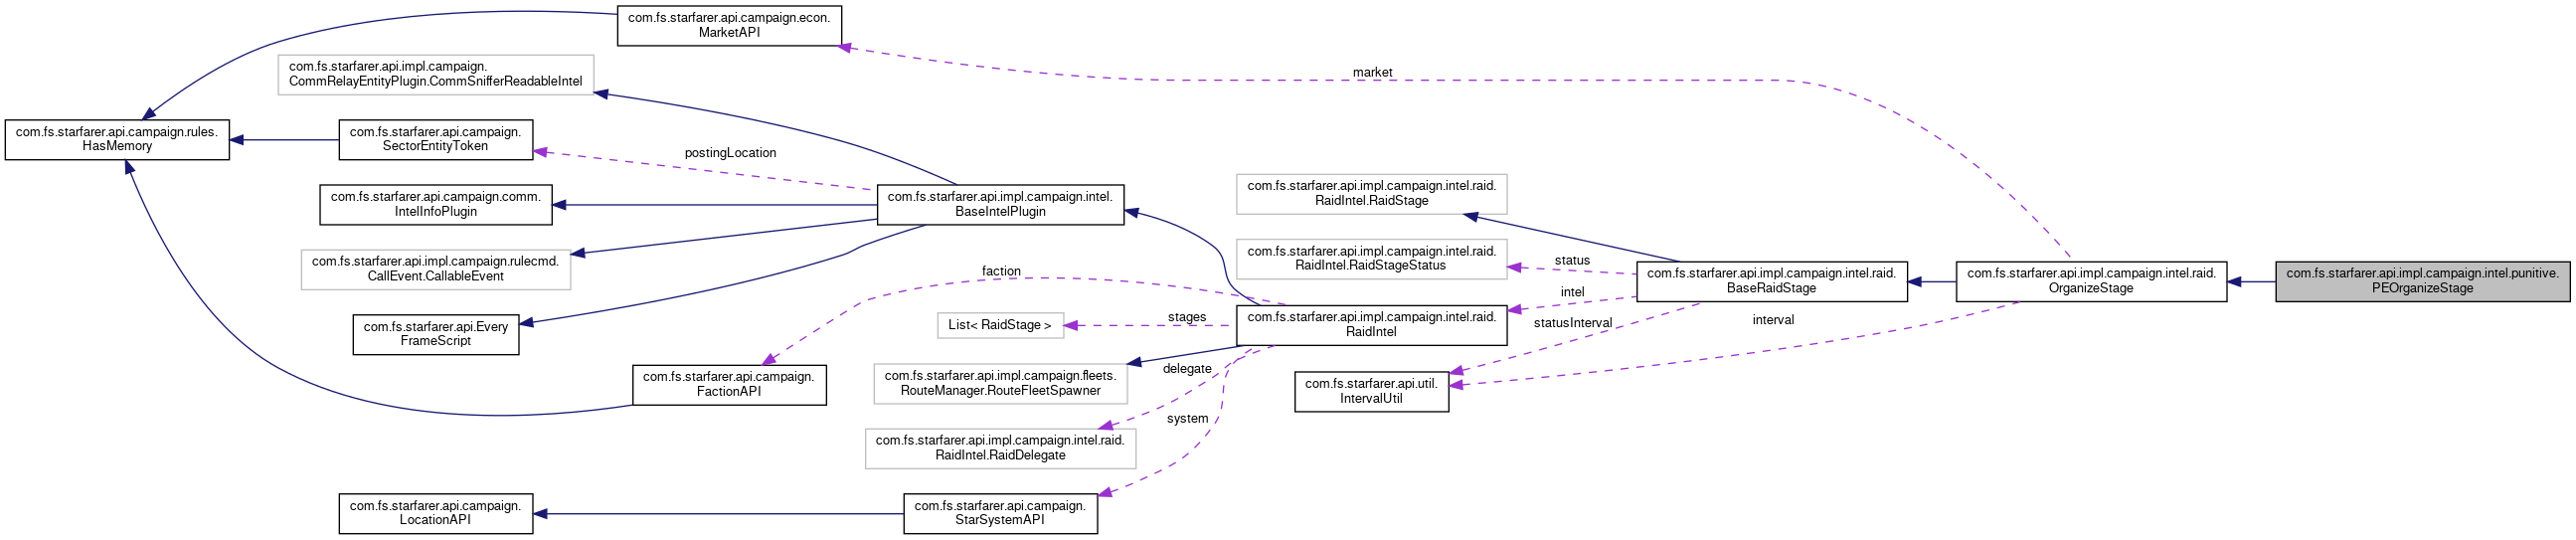 com.fs.starfarer.api.campaign.econ.
MarketAPI
com.fs.starfarer.api.impl.campaign.
CommRelayEntityPlugin.CommSnifferReadableIntel
market
com.fs.starfarer.api.campaign.rules.
HasMemory
com.fs.starfarer.api.campaign.
SectorEntityToken
postingLocation
com.fs.starfarer.api.campaign.comm.
IntelInfoPlugin
com.fs.starfarer.api.impl.campaign.intel.
BaseIntelPlugin
com.fs.starfarer.api.impl.campaign.intel.raid.
RaidIntel.RaidStage
com.fs.starfarer.api.impl.campaign.rulecmd.
CallEvent.CallableEvent
com.fs.starfarer.api.impl.campaign.intel.raid.
RaidIntel.RaidStageStatus
status
faction
com.fs.starfarer.api.impl.campaign.intel.raid.
BaseRaidStage
com.fs.starfarer.api.impl.campaign.intel.raid.
OrganizeStage
com.fs.starfarer.api.impl.campaign.intel.punitive.
PEOrganizeStage
intel
com.fs.starfarer.api.Every
FrameScript
List< RaidStage >
stages
com.fs.starfarer.api.impl.campaign.intel.raid.
RaidIntel
statusInterval
interval
com.fs.starfarer.api.campaign.
FactionAPI
com.fs.starfarer.api.impl.campaign.fleets.
RouteManager.RouteFleetSpawner
delegate
com.fs.starfarer.api.util.
IntervalUtil
system
com.fs.starfarer.api.impl.campaign.intel.raid.
RaidIntel.RaidDelegate
com.fs.starfarer.api.campaign.
LocationAPI
com.fs.starfarer.api.campaign.
StarSystemAPI